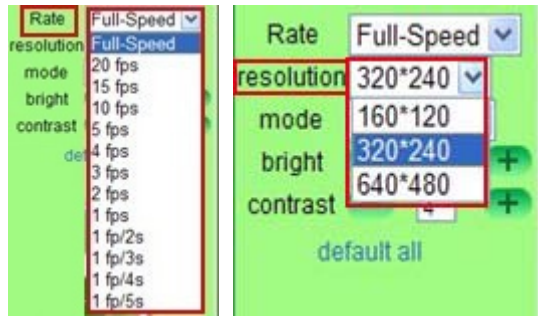 Rate Full-Speed
resolution Full-Speed
mode 20 fps
15 fps
bright 10 fps
contrast 5 fps
def 4 fps
3 fps
2 fps
1 fps
1 fp/2s
1 fp/3s
1 fp/4s
1 fp/5s
Rate Full-Speed
resolution 320*240
mode 160*120
bright 320*240 +
640*480
contrast 4 +
default all